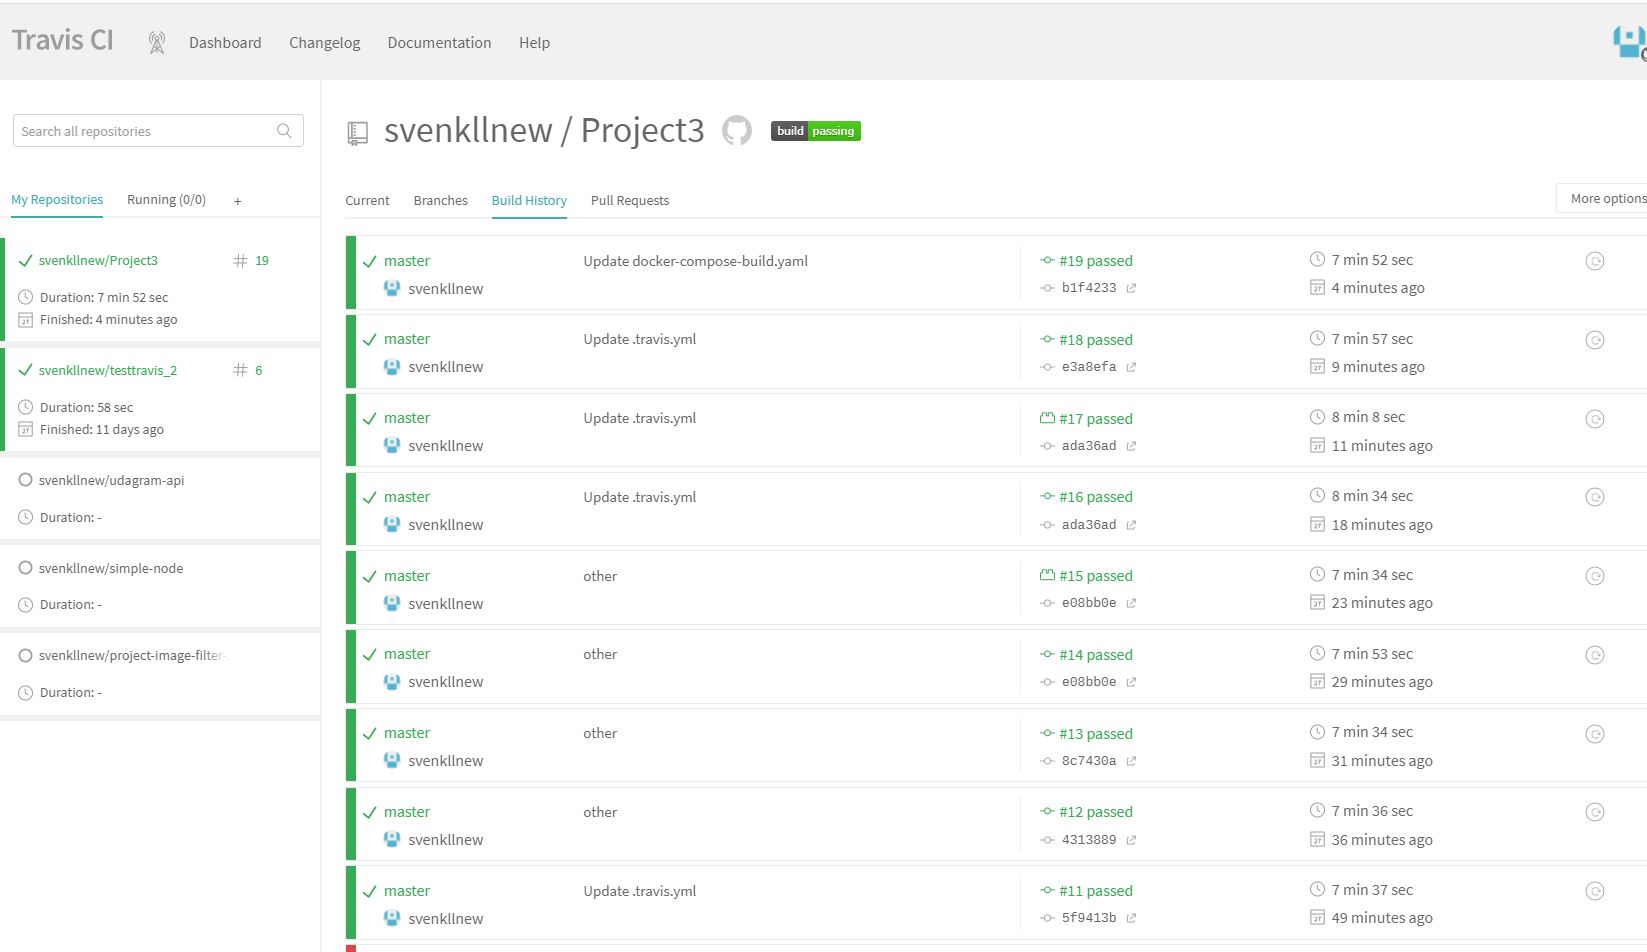 Travis CI
Dashboard Changelog Documentation Help
Search all repositories
My Repositories Running (0/0) +
svenkllnew/Project3 # 19
Duration: 7 min 52 sec
Finished: 4 minutes ago
svenkllnew/testtravis_2 # 6
Duration: 58 sec
Finished: 11 days ago
svenkllnew/udagram-api
Duration: -
svenkllnew/simple-node
Duration: -
svenkllnew/project-image-filter-
Duration: -
svenkllnew / Project3 build passing
Current Branches Build History Pull Requests More options
master Update docker-compose-build.yaml #19 passed 7 min 52 sec
svenkllnew b1f4233 4 minutes ago
master Update .travis.yml #18 passed 7 min 57 sec
svenkllnew e3a8efa 9 minutes ago
master Update .travis.yml #17 passed 8 min 8 sec
svenkllnew ada36ad 11 minutes ago
master Update .travis.yml #16 passed 8 min 34 sec
svenkllnew ada36ad 18 minutes ago
master other #15 passed 7 min 34 sec
svenkllnew e08bb0e 23 minutes ago
master other #14 passed 7 min 53 sec
svenkllnew e08bb0e 29 minutes ago
master other #13 passed 7 min 34 sec
svenkllnew 8c7430a 31 minutes ago
master other #12 passed 7 min 36 sec
svenkllnew 4313889 36 minutes ago
master Update .travis.yml #11 passed 7 min 37 sec
svenkllnew 5f9413b 49 minutes ago